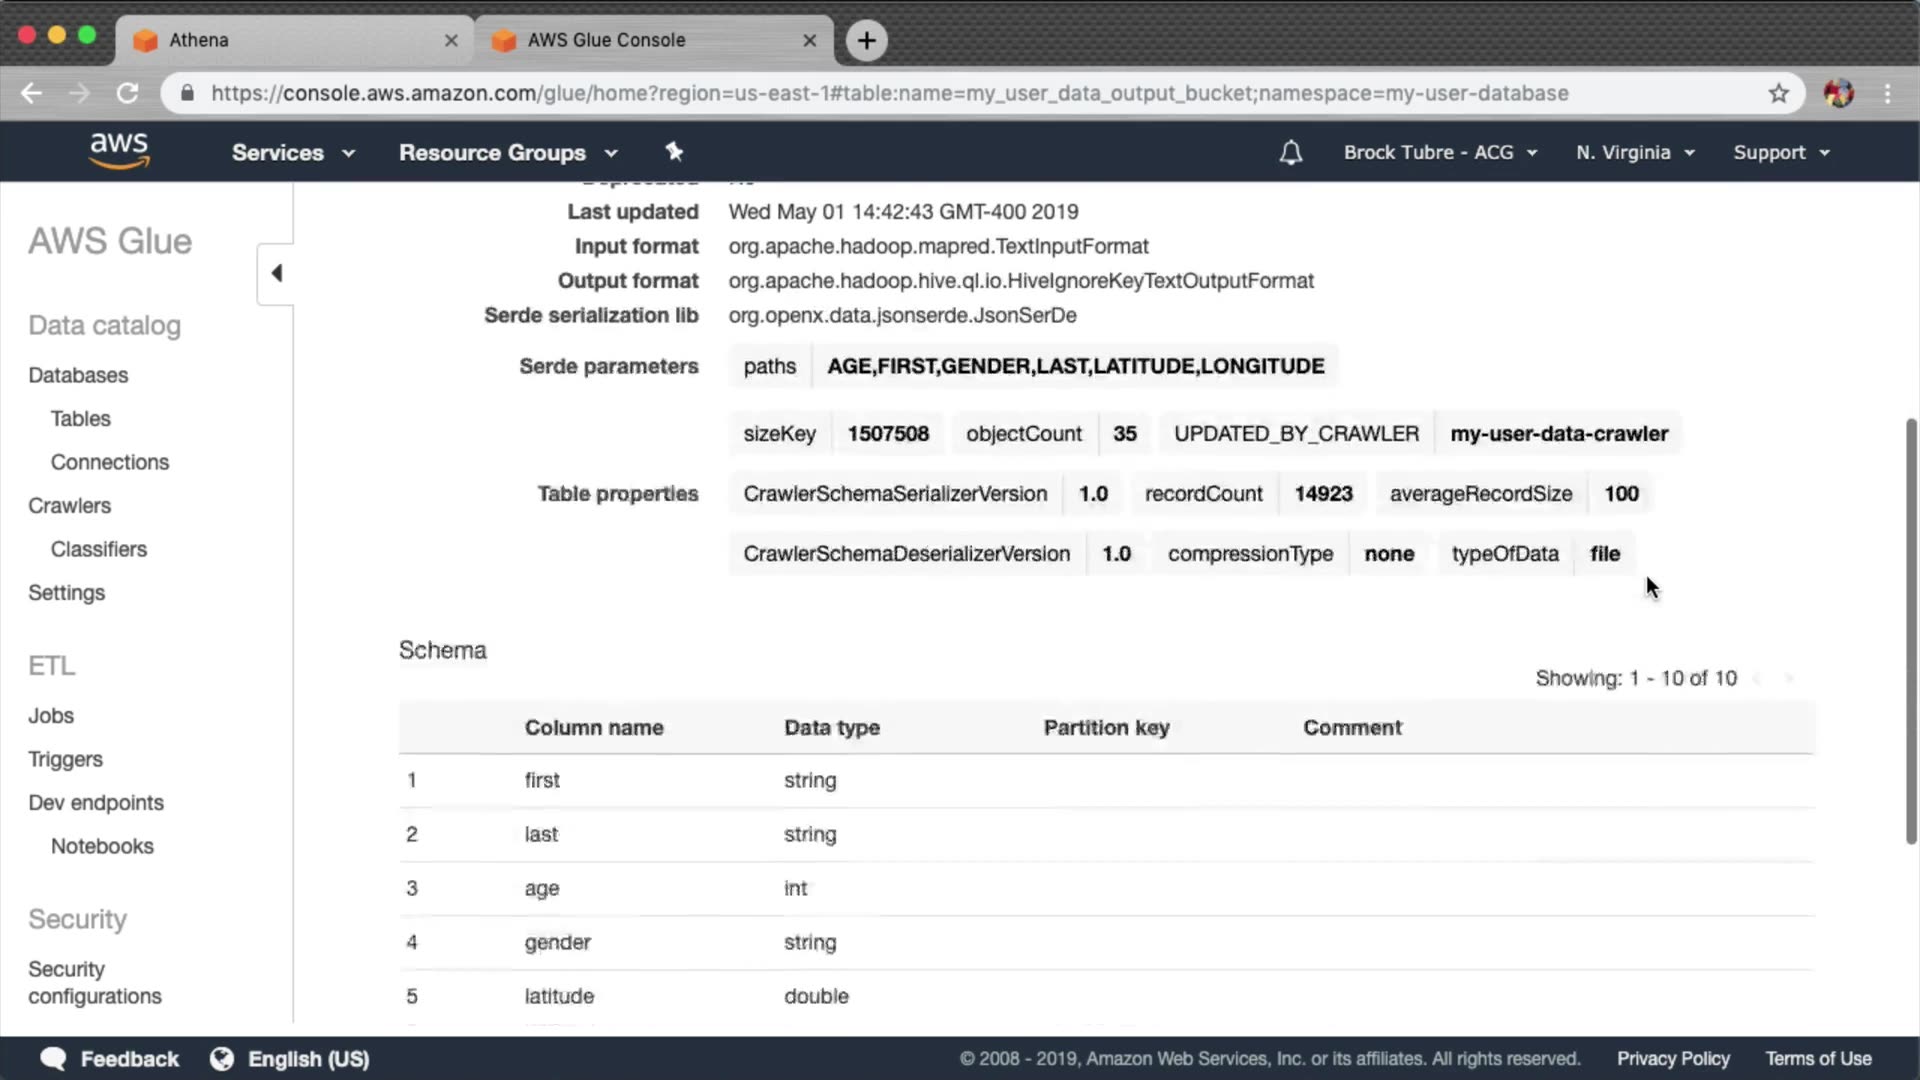 Athena
AWS Glue Console
https://console.aws.amazon.com/glue/home?region=us-east-1#table:name=my_user_data_output_bucket;namespace=my-user-database
aws
Services
Resource Groups
Brock Tubre - ACG
N. Virginia
Support
AWS Glue
Data catalog
Databases
Tables
Connections
Crawlers
Classifiers
Settings
ETL
Jobs
Triggers
Dev endpoints
Notebooks
Security
Security
configurations
Last updated Wed May 01 14:42:43 GMT-400 2019
Input format org.apache.hadoop.mapred.TextInputFormat
Output format org.apache.hadoop.hive.ql.io.HiveIgnoreKeyTextOutputFormat
Serde serialization lib org.openx.data.jsonserde.JsonSerDe
Serde parameters paths AGE,FIRST,GENDER,LAST,LATITUDE,LONGITUDE
sizeKey 1507508 objectCount 35 UPDATED_BY_CRAWLER my-user-data-crawler
Table properties CrawlerSchemaSerializerVersion 1.0 recordCount 14923 averageRecordSize 100
CrawlerSchemaDeserializerVersion 1.0 compressionType none typeOfData file
Schema
Showing: 1 - 10 of 10
Column name Data type Partition key Comment
1 first string
2 last string
3 age int
4 gender string
5 latitude double
Feedback
English (US)
© 2008 - 2019, Amazon Web Services, Inc. or its affiliates. All rights reserved.
Privacy Policy
Terms of Use